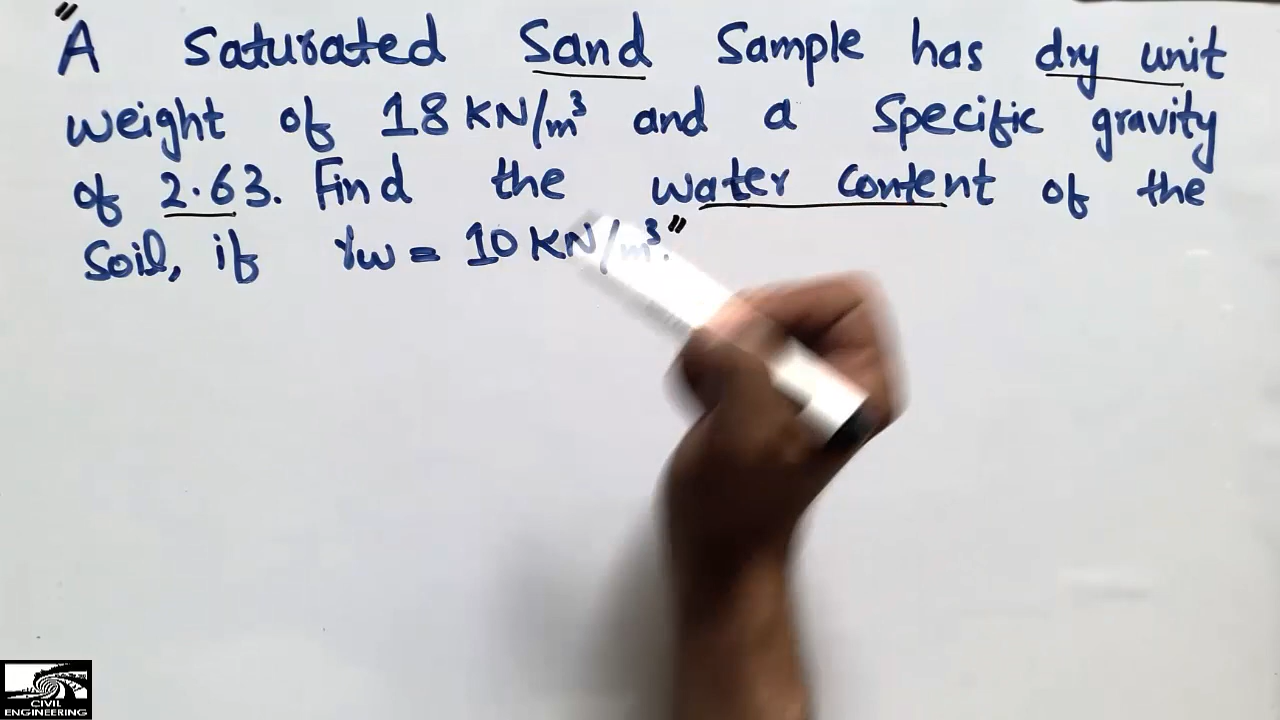 "A Saturated Sand Sample has dry unit
weight of 18 KN/m³ and a Specific gravity
of 2.63. Find the water content of the
Soil, if γw = 10 KN/m³."
CIVIL
ENGINEERING